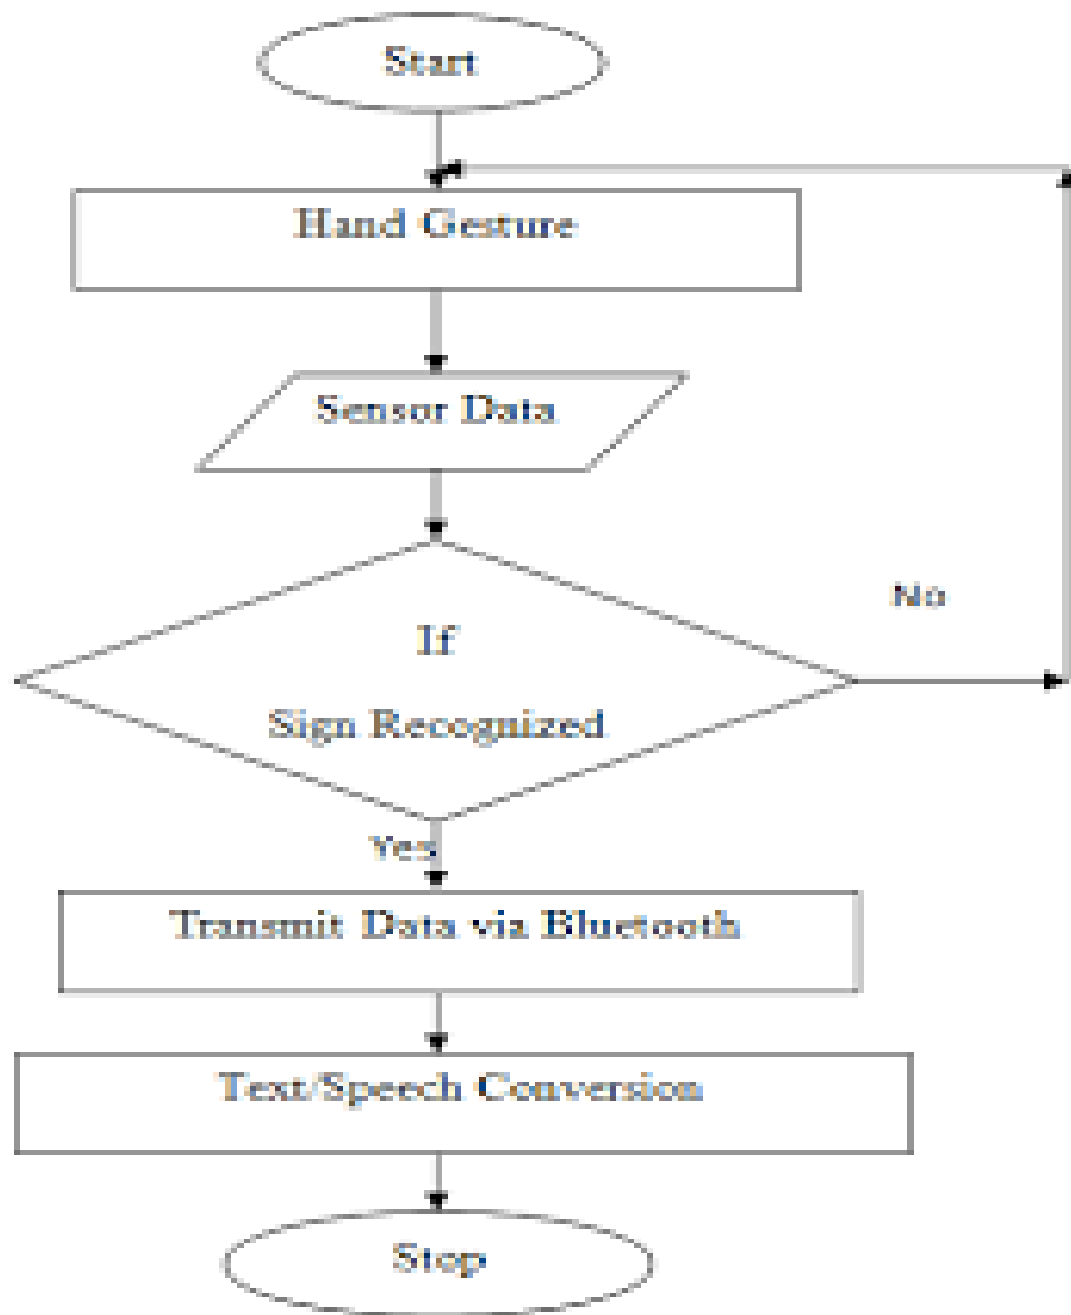 Start
Hand Gesture
Sensor Data
No
If
Sign Recognized
Yes
Transmit Data via Bluetooth
Text/Speech Conversion
Stop